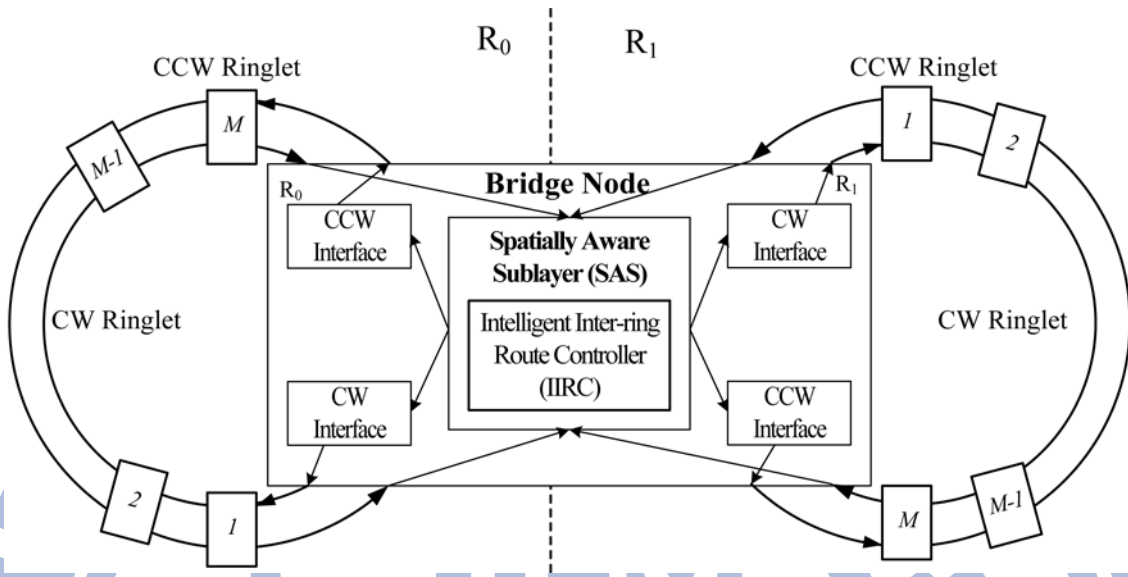 R0
R1
CCW Ringlet
CCW Ringlet
M
1
M-1
2
Bridge Node
R0
R1
CCW
Interface
CW
Interface
Spatially Aware
Sublayer (SAS)
Intelligent Inter-ring
Route Controller
(IIRC)
CW Ringlet
CW Ringlet
CW
Interface
CCW
Interface
2
1
M
M-1